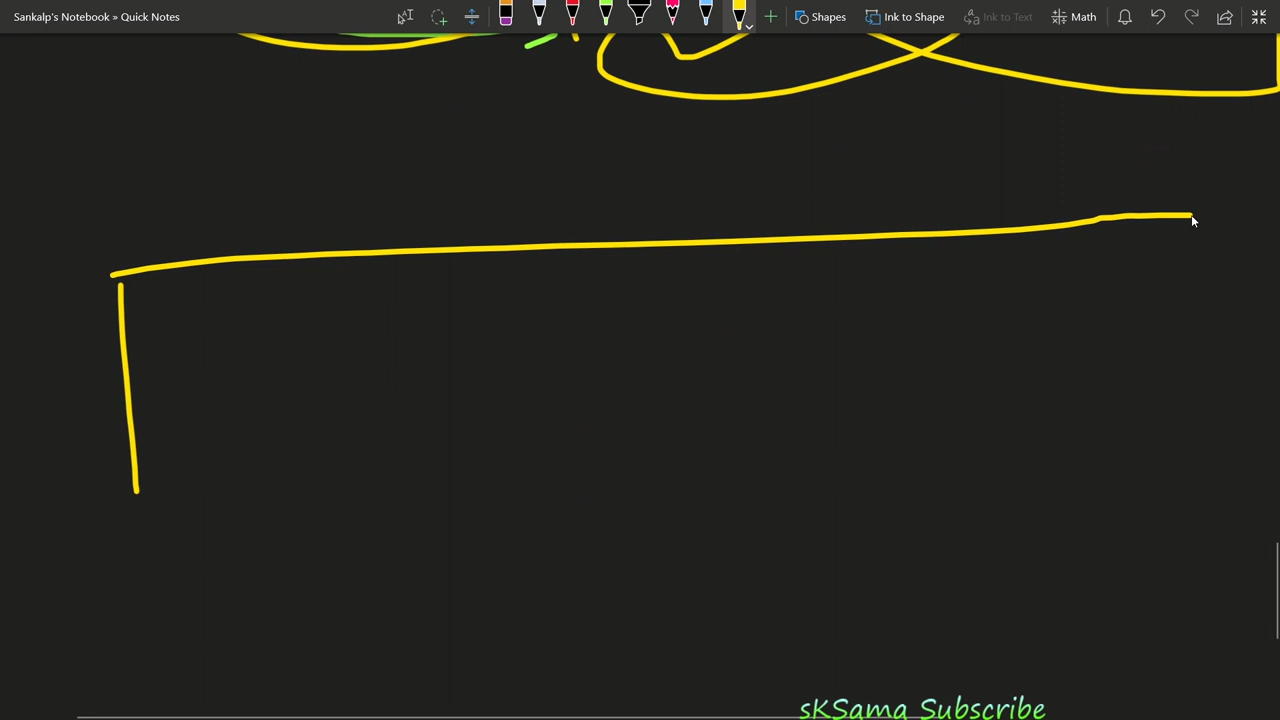 Sankalp's Notebook » Quick Notes
Shapes
Ink to Shape
Ink to Text
Math
sKSama Subscribe